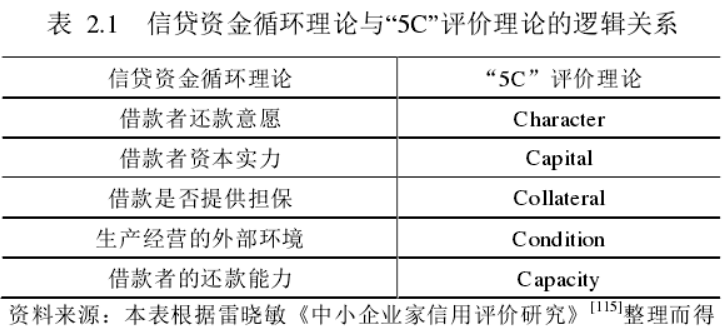 表 2.1 信贷资金循环理论与“5C”评价理论的逻辑关系
信贷资金循环理论 “5C”评价理论
借款者还款意愿 Character
借款者资本实力 Capital
借款是否提供担保 Collateral
生产经营的外部环境 Condition
借款者的还款能力 Capacity
资料来源：本表根据雷晓敏《中小企业家信用评价研究》[115]整理而得